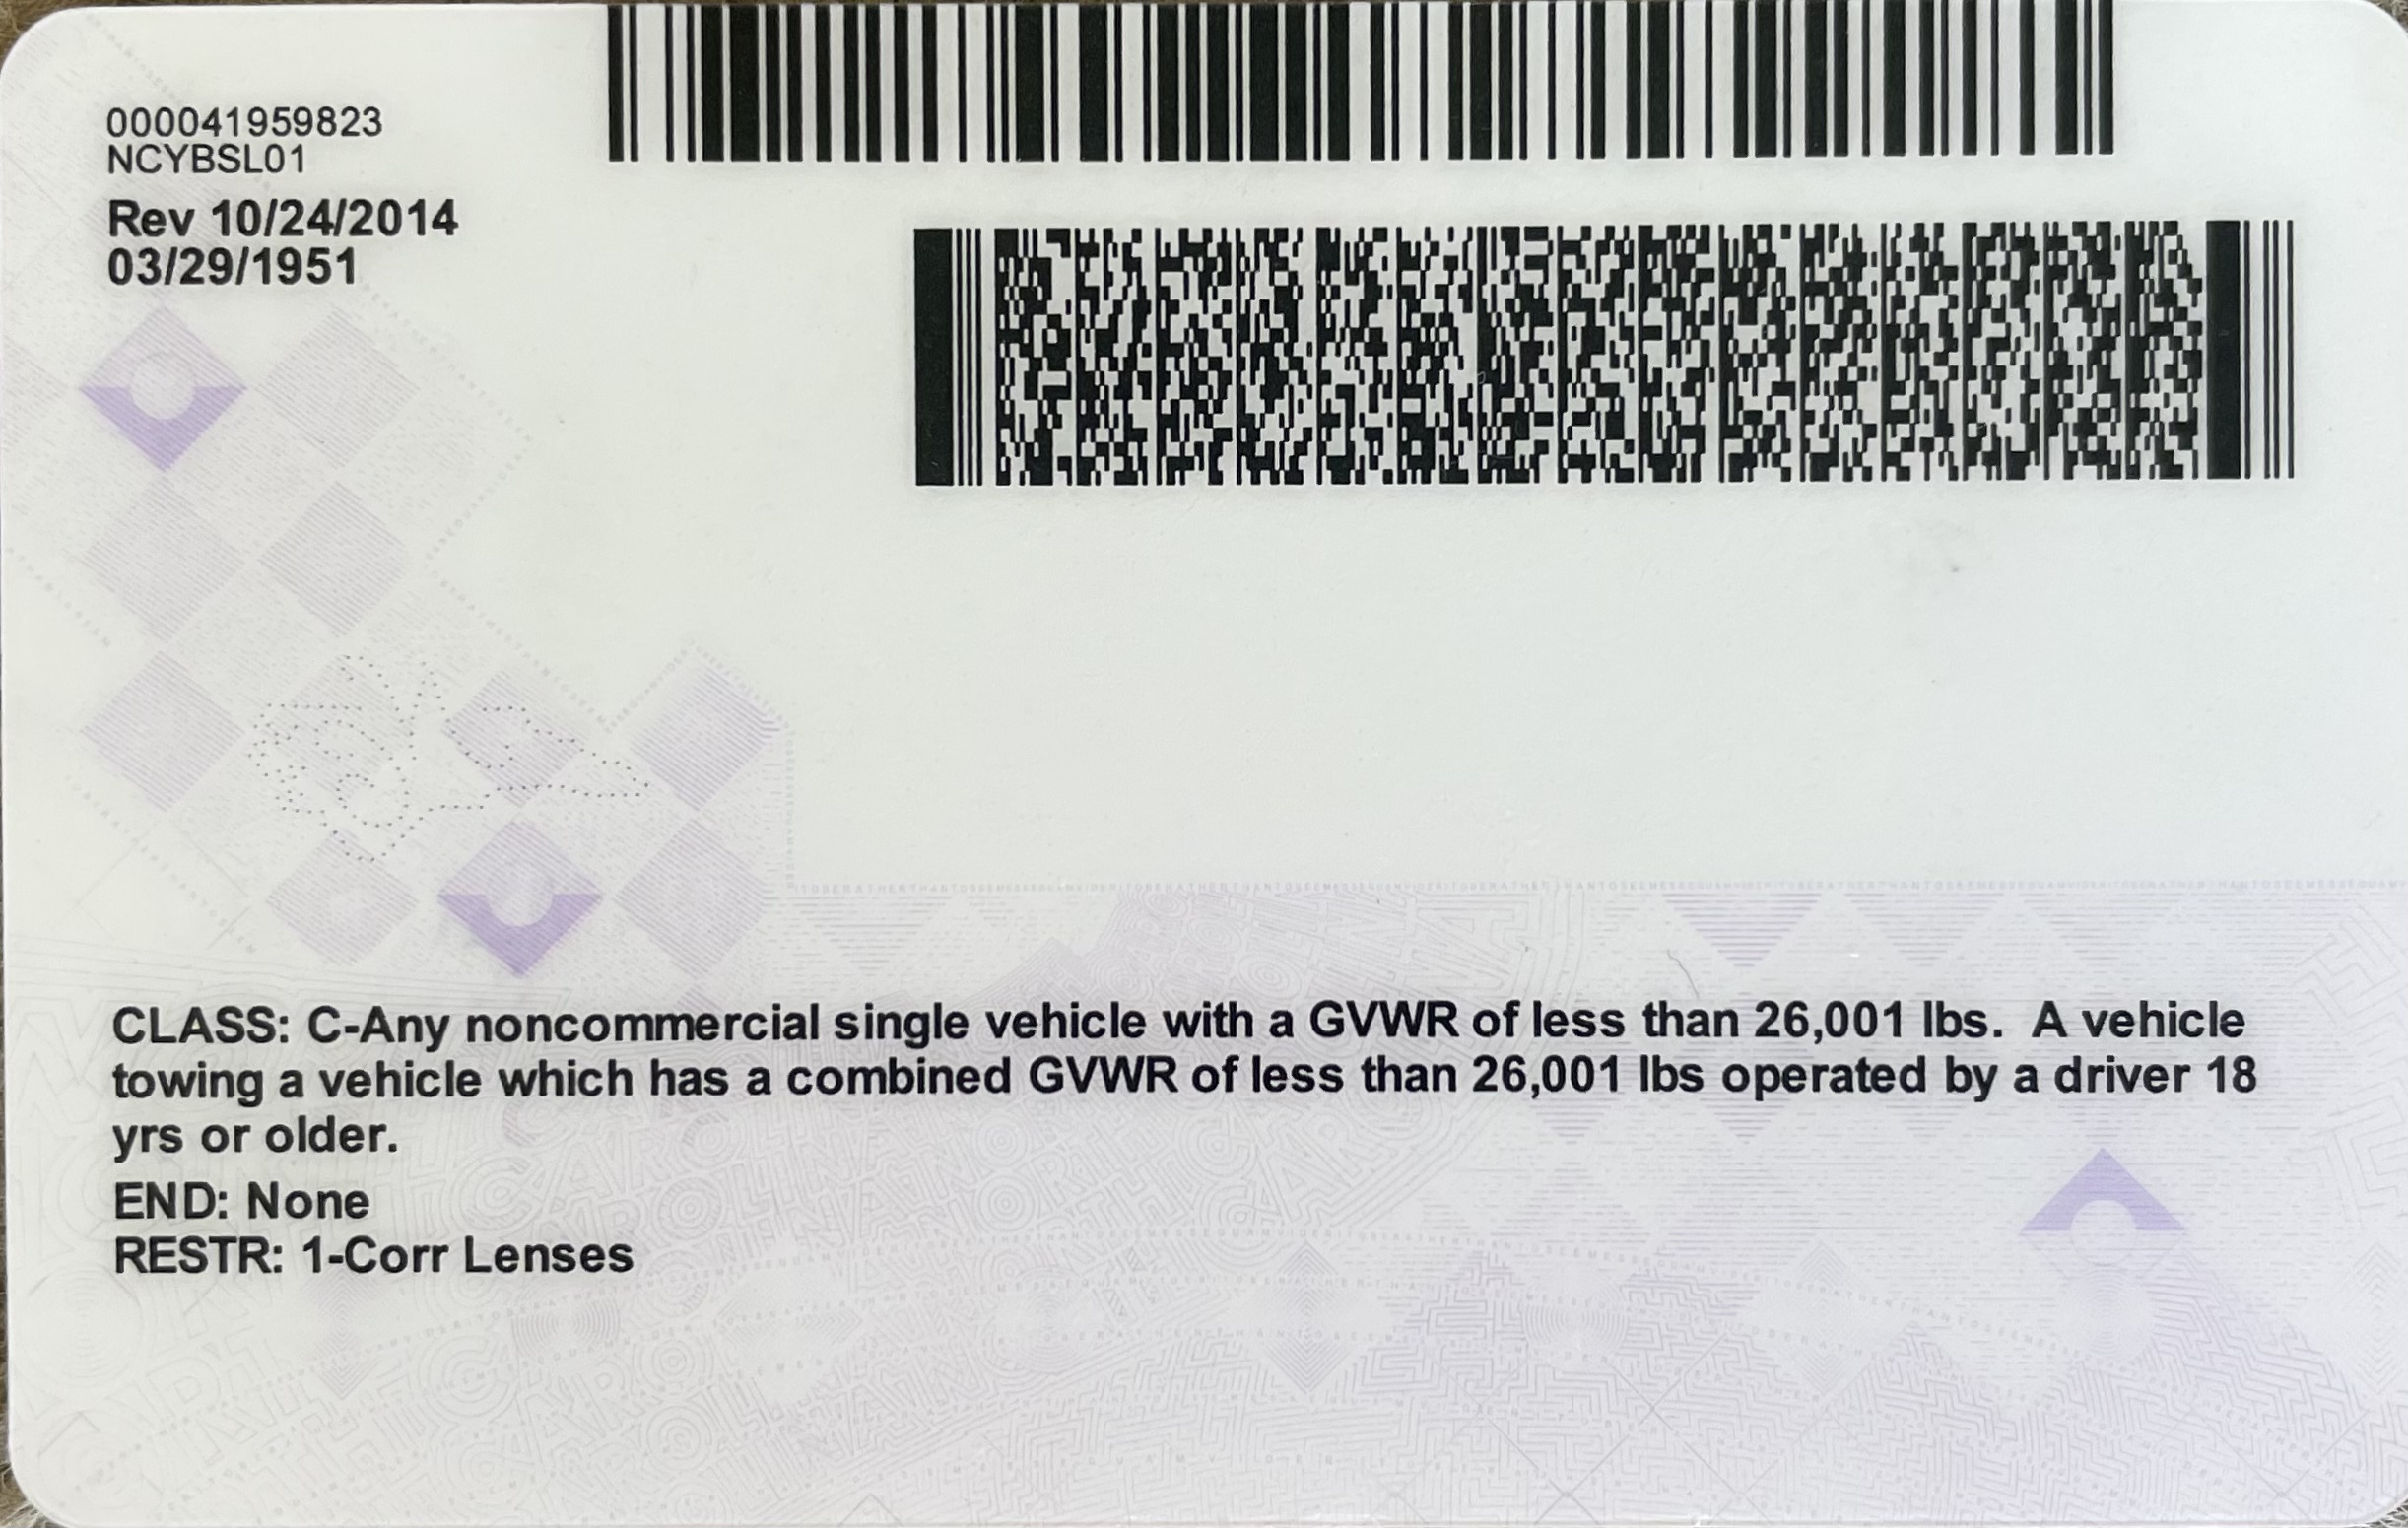 000041959823
NCYBSL01
Rev 10/24/2014
03/29/1951
CLASS: C-Any noncommercial single vehicle with a GVWR of less than 26,001 lbs. A vehicle
towing a vehicle which has a combined GVWR of less than 26,001 lbs operated by a driver 18
yrs or older.
END: None
RESTR: 1-Corr Lenses